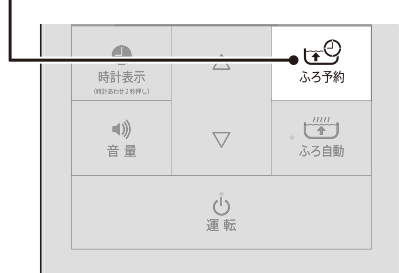 時計表示
(時計あわせ2秒押し)
ふろ予約
音量
ふろ自動
運転